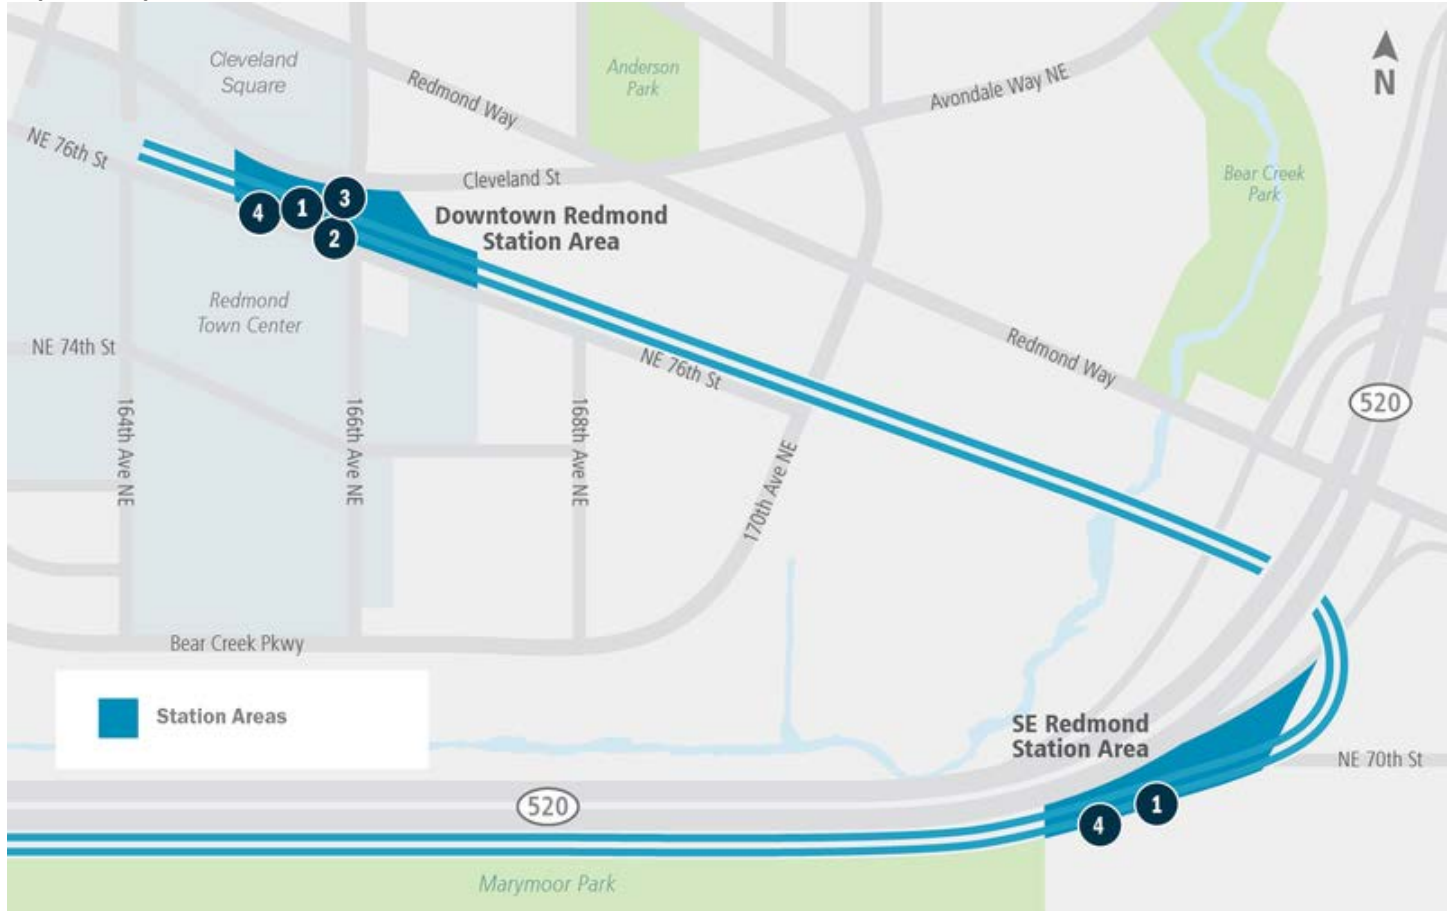 Cleveland
Square
Redmond Way
Anderson
Park
Avondale Way NE
N
NE 76th St
Cleveland St
Bear Creek
Park
4
1
3
2
Downtown Redmond
Station Area
Redmond
Town Center
NE 74th St
NE 76th St
Redmond Way
520
164th Ave NE
166th Ave NE
168th Ave NE
170th Ave NE
Bear Creek Pkwy
Station Areas
SE Redmond
Station Area
NE 70th St
520
4
1
Marymoor Park